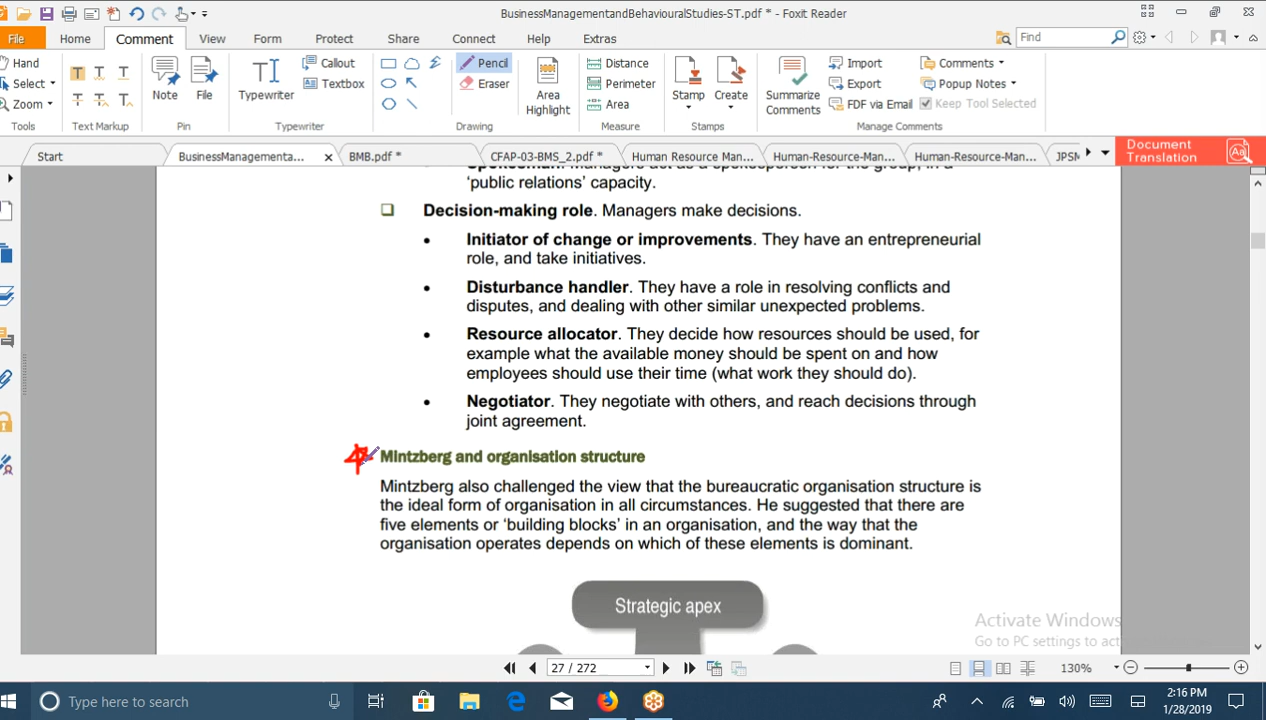 BusinessManagementandBehaviouralStudies-ST.pdf * - Foxit Reader
File Home Comment View Form Protect Share Connect Help Extras
Find
Hand
Select
Zoom
Tools
Text Markup
Note
File
Pin
Typewriter
Callout
Textbox
Typewriter
Pencil
Eraser
Drawing
Area
Highlight
Distance
Perimeter
Area
Measure
Stamp
Create
Stamps
Summarize
Comments
Import
Export
FDF via Email
Comments
Popup Notes
Keep Tool Selected
Manage Comments
Start
BusinessManagementa...
BMB.pdf *
CFAP-03-BMS_2.pdf *
Human Resource Man...
Human-Resource-Man...
Human-Resource-Man...
Document
Translation
'public relations' capacity.
Decision-making role. Managers make decisions.
Initiator of change or improvements. They have an entrepreneurial
role, and take initiatives.
Disturbance handler. They have a role in resolving conflicts and
disputes, and dealing with other similar unexpected problems.
Resource allocator. They decide how resources should be used, for
example what the available money should be spent on and how
employees should use their time (what work they should do).
Negotiator. They negotiate with others, and reach decisions through
joint agreement.
Mintzberg and organisation structure
Mintzberg also challenged the view that the bureaucratic organisation structure is
the ideal form of organisation in all circumstances. He suggested that there are
five elements or 'building blocks' in an organisation, and the way that the
organisation operates depends on which of these elements is dominant.
Strategic apex
Activate Windows
Go to PC settings to
27 / 272
130%
Type here to search
2:16 PM
1/28/2019